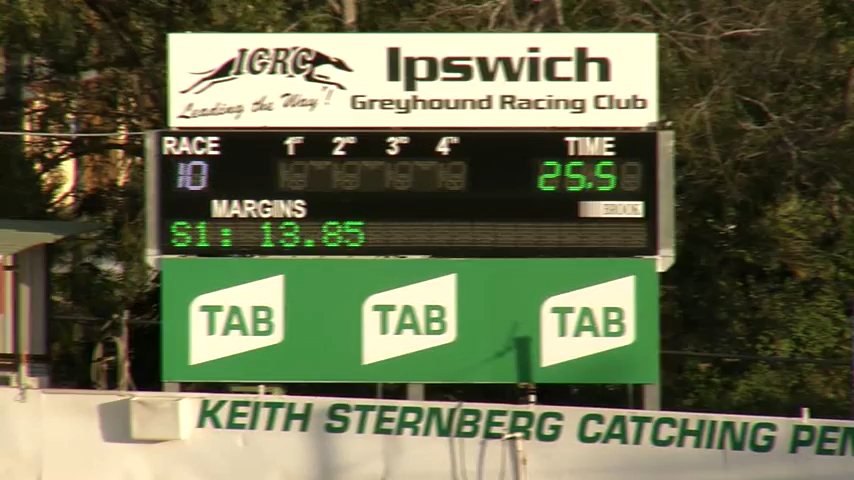 IGRC
Leading the Way!
Ipswich
Greyhound Racing Club
RACE 1st 2nd 3rd 4th TIME
10 25.5
MARGINS BROOK
S1: 13.85
TAB TAB TAB
KEITH STERNBERG CATCHING PEN